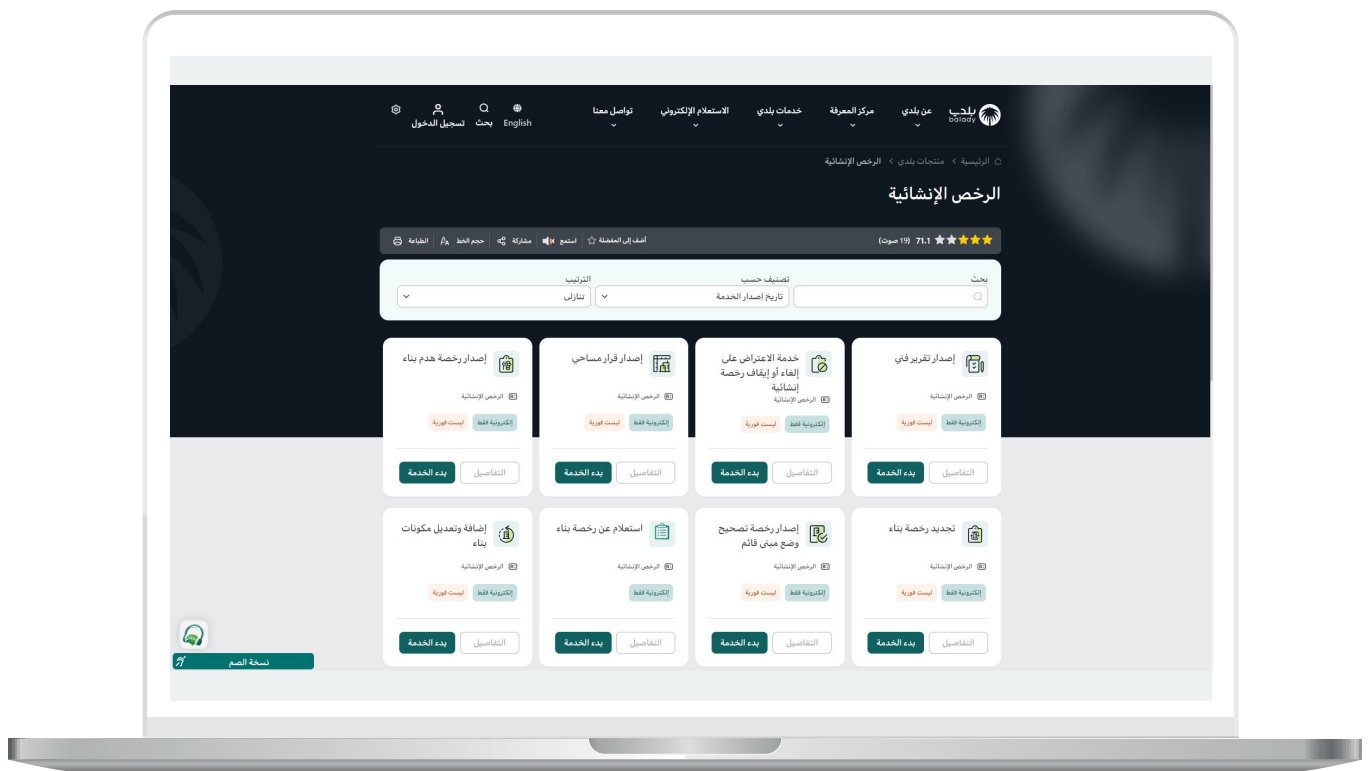 بلدي
balady
عن بلدي
مركز المعرفة
خدمات بلدي
الاستعلام الإلكتروني
تواصل معنا
English
بحث
تسجيل الدخول
الرئيسية > منتجات بلدي > الرخص الإنشائية
الرخص الإنشائية
71.1 (19 صوت)
أضف إلى المفضلة
استمع
مشاركة
حجم الخط
الطباعة
بحث
تصنيف حسب
تاريخ اصدار الخدمة
الترتيب
تنازلى
إصدار تقرير فني
الرخص الإنشائية
إلكترونية فقط
ليست فورية
التفاصيل
بدء الخدمة
خدمة الاعتراض على
إلغاء أو إيقاف رخصة
إنشائية
الرخص الإنشائية
إلكترونية فقط
ليست فورية
التفاصيل
بدء الخدمة
إصدار قرار مساحي
الرخص الإنشائية
إلكترونية فقط
ليست فورية
التفاصيل
بدء الخدمة
إصدار رخصة هدم بناء
الرخص الإنشائية
إلكترونية فقط
ليست فورية
التفاصيل
بدء الخدمة
تجديد رخصة بناء
الرخص الإنشائية
إلكترونية فقط
ليست فورية
التفاصيل
بدء الخدمة
إصدار رخصة تصحيح
وضع مبنى قائم
الرخص الإنشائية
إلكترونية فقط
ليست فورية
التفاصيل
بدء الخدمة
استعلام عن رخصة بناء
الرخص الإنشائية
إلكترونية فقط
التفاصيل
بدء الخدمة
إضافة وتعديل مكونات
بناء
الرخص الإنشائية
إلكترونية فقط
ليست فورية
التفاصيل
بدء الخدمة
نسخة الصم